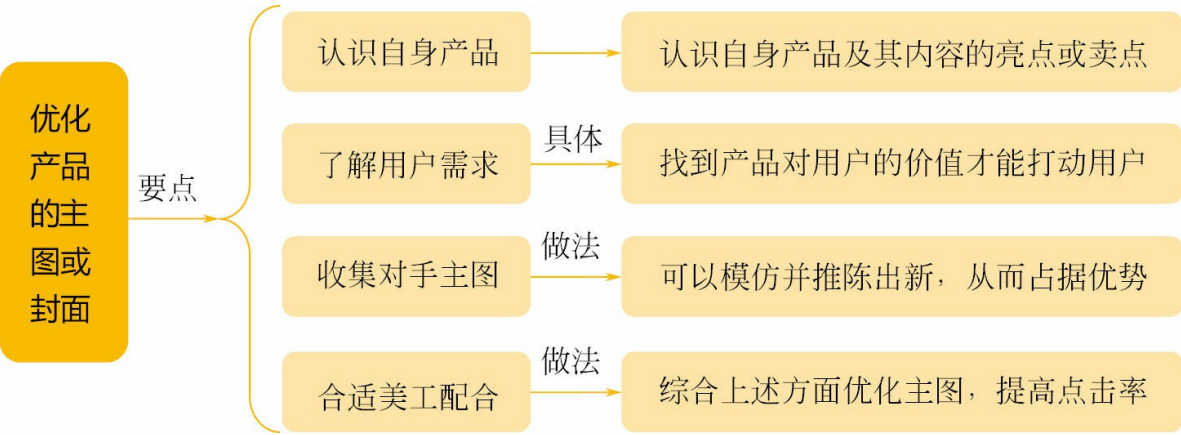 优化
产品
的主
图或
封面
要点
认识自身产品
认识自身产品及其内容的亮点或卖点
了解用户需求
具体
找到产品对用户的价值才能打动用户
收集对手主图
做法
可以模仿并推陈出新，从而占据优势
合适美工配合
做法
综合上述方面优化主图，提高点击率